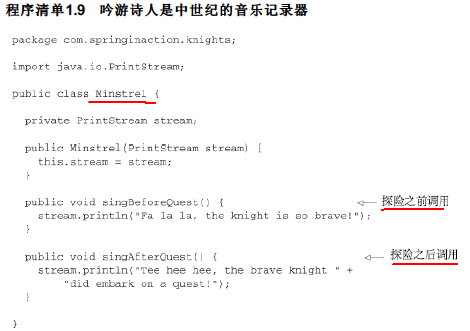 程序清单1.9 吟游诗人是中世纪的音乐记录器
package com.springinaction.knights;
import java.io.PrintStream;
public class Minstrel {
private PrintStream stream;
public Minstrel(PrintStream stream) {
this.stream = stream;
}
public void singBeforeQuest() { 探险之前调用
stream.println("Fa la la, the knight is so brave!");
}
public void singAfterQuest() { 探险之后调用
stream.println("Tee hee hee, the brave knight " +
"did embark on a quest!");
}
}